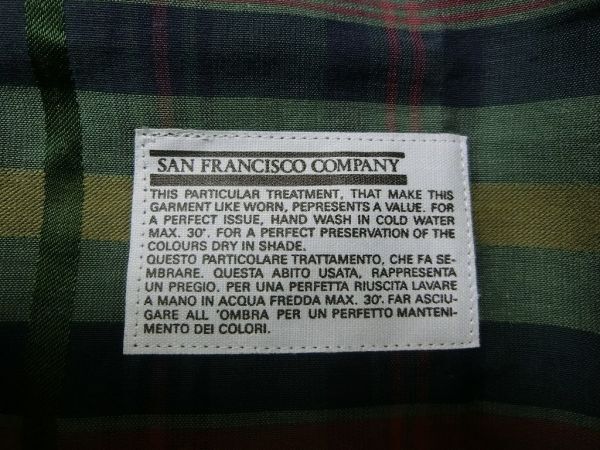 SAN FRANCISCO COMPANY
THIS PARTICULAR TREATMENT, THAT MAKE THIS
GARMENT LIKE WORN, PEPRESENTS A VALUE. FOR
A PERFECT ISSUE, HAND WASH IN COLD WATER
MAX. 30°. FOR A PERFECT PRESERVATION OF THE
COLOURS DRY IN SHADE.
QUESTO PARTICOLARE TRATTAMENTO, CHE FA SE-
MBRARE. QUESTA ABITO USATA, RAPPRESENTA
UN PREGIO. PER UNA PERFETTA RIUSCITA LAVARE
A MANO IN ACQUA FREDDA MAX. 30°. FAR ASCIU-
GARE ALL 'OMBRA PER UN PERFETTO MANTENI-
MENTO DEI COLORI.